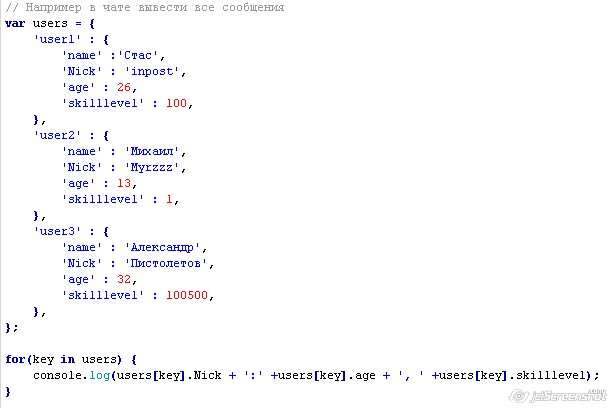 // Например в чате вывести все сообщения
var users = {
    'user1' : {
        'name' :'Стас',
        'Nick' : 'inpost',
        'age' : 26,
        'skilllevel' : 100,
    },
    'user2' : {
        'name' : 'Михаил',
        'Nick' : 'Myrzzz',
        'age' : 13,
        'skilllevel' : 1,
    },
    'user3' : {
        'name' : 'Александр',
        'Nick' : 'Пистолетов',
        'age' : 32,
        'skilllevel' : 100500,
    },
};
for(key in users) {
    console.log(users[key].Nick + ':' +users[key].age + ', ' +users[key].skilllevel);
}
jetScreenshot